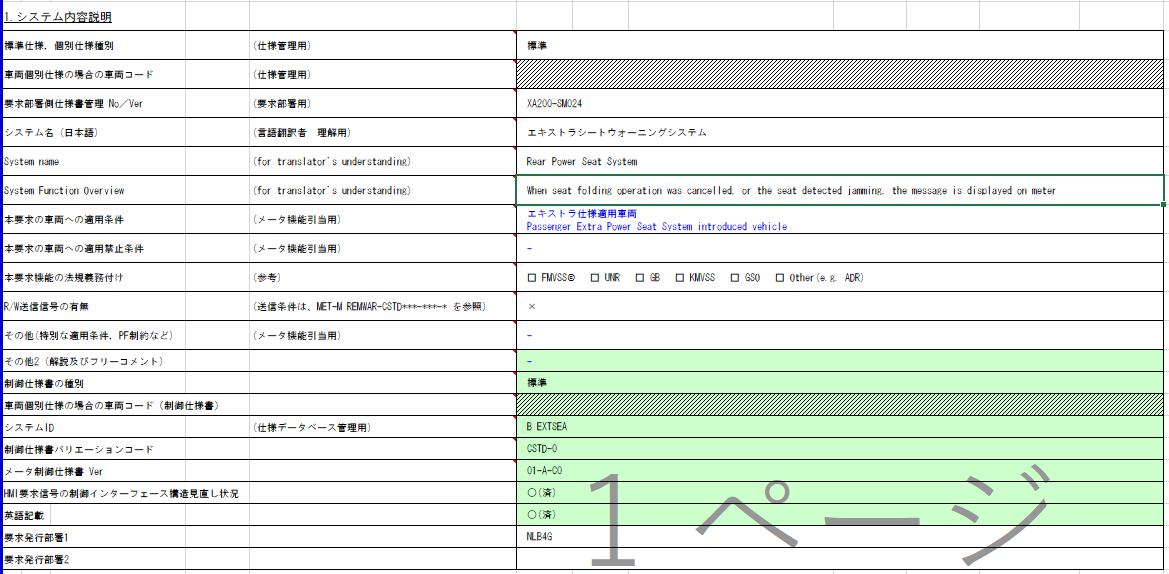 1. システム内容説明
標準仕様、個別仕様種別 (仕様管理用) 標準
車両個別仕様の場合の車両コード (仕様管理用)
要求部署側仕様書管理 No／Ver (要求部署用) XA200-SM024
システム名 (日本語) (言語翻訳者 理解用) エキストラシートウォーニングシステム
System name (for translator's understanding) Rear Power Seat System
System Function Overview (for translator's understanding) When seat folding operation was cancelled, or the seat detected jamming, the message is displayed on meter
本要求の車両への適用条件 (メータ機能引当用) エキストラ仕様適用車両
Passenger Extra Power Seat System introduced vehicle
本要求の車両への適用禁止条件 (メータ機能引当用) -
本要求機能の法規義務付け (参考) □ FMVSS© □ UNR □ GB □ KMVSS □ GSO □ Other(e.g. ADR)
R/W送信信号の有無 (送信条件は、MET-M_REMWAR-CSTD***-***-* を参照) ×
その他(特別な適用条件、PF制約など) (メータ機能引当用) -
その他2 (解説及びフリーコメント) -
制御仕様書の種別 標準
車両個別仕様の場合の車両コード (制御仕様書)
システムID (仕様データベース管理用) B_EXTSEA
制御仕様書バリエーションコード CSTD-0
メータ制御仕様書 Ver 01-A-C0
HMI要求信号の制御インターフェース構造見直し状況 ○(済)
英語記載 ○(済)
要求発行部署1 NLB4G
要求発行部署2
1 ページ